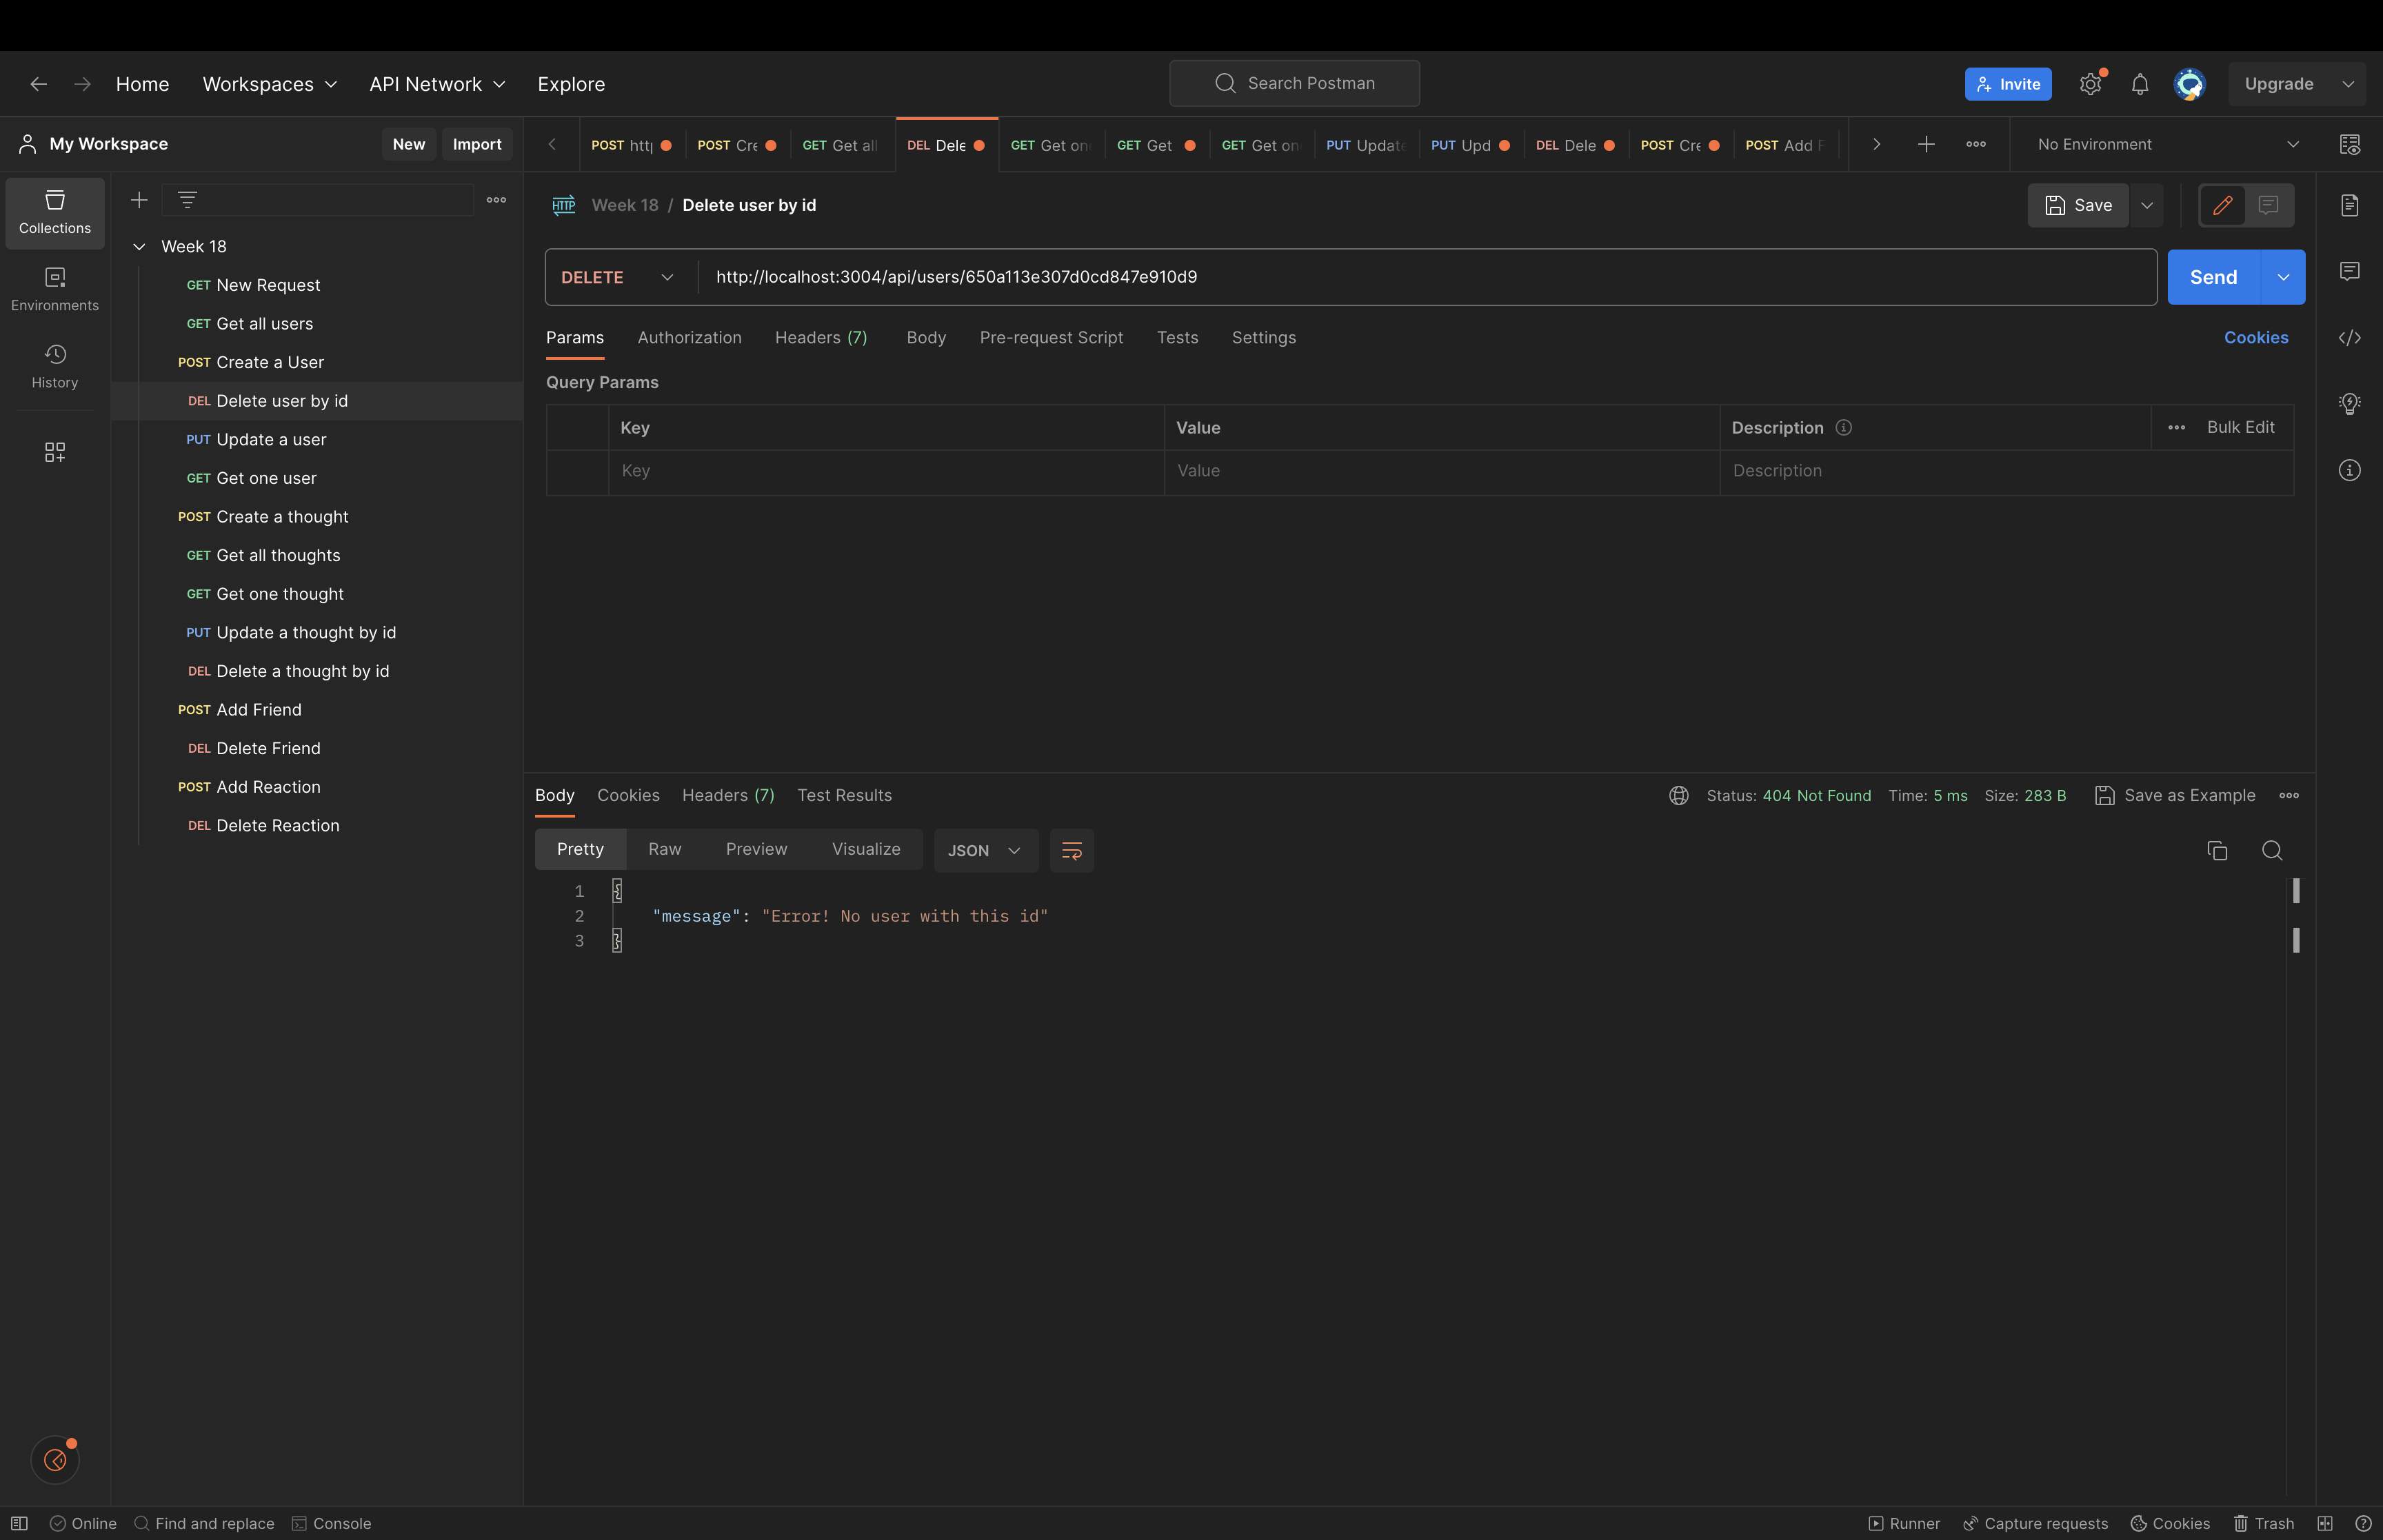 Home Workspaces API Network Explore Search Postman Invite Upgrade
My Workspace New Import
POST http POST Cre GET Get all DEL Dele GET Get on GET Get GET Get on PUT Update PUT Upd DEL Dele POST Cre POST Add F No Environment
Collections
Environments
History
Week 18
GET New Request
GET Get all users
POST Create a User
DEL Delete user by id
PUT Update a user
GET Get one user
POST Create a thought
GET Get all thoughts
GET Get one thought
PUT Update a thought by id
DEL Delete a thought by id
POST Add Friend
DEL Delete Friend
POST Add Reaction
DEL Delete Reaction
HTTP Week 18 / Delete user by id Save
DELETE http://localhost:3004/api/users/650a113e307d0cd847e910d9 Send
Params Authorization Headers (7) Body Pre-request Script Tests Settings Cookies
Query Params
Key Value Description Bulk Edit
Key Value Description
Body Cookies Headers (7) Test Results Status: 404 Not Found Time: 5 ms Size: 283 B Save as Example
Pretty Raw Preview Visualize JSON
1 {
2 "message": "Error! No user with this id"
3 }
Online Find and replace Console Runner Capture requests Cookies Trash